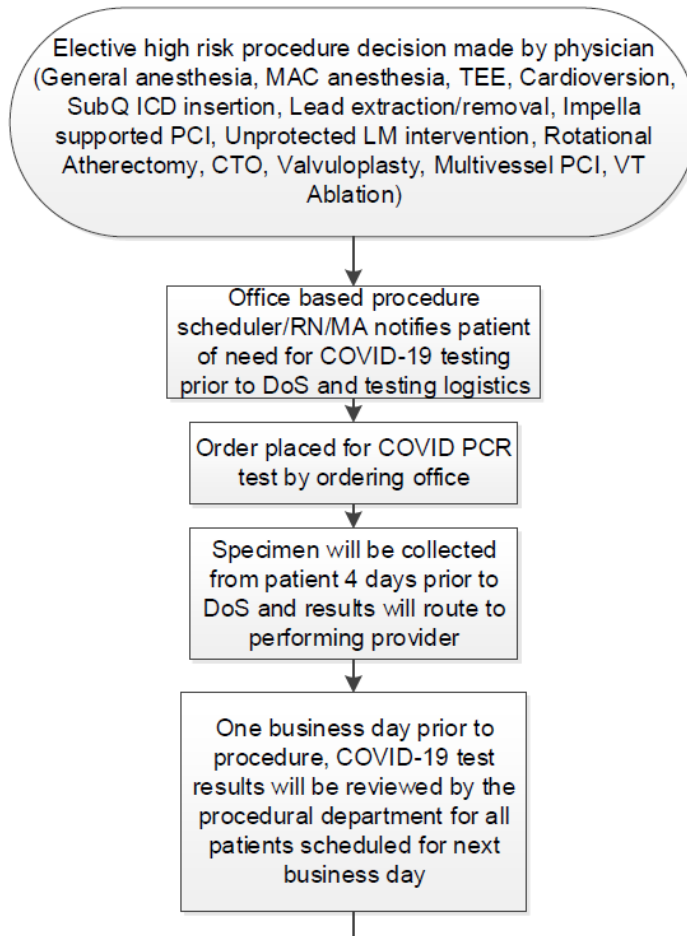 Elective high risk procedure decision made by physician
(General anesthesia, MAC anesthesia, TEE, Cardioversion,
SubQ ICD insertion, Lead extraction/removal, Impella
supported PCI, Unprotected LM intervention, Rotational
Atherectomy, CTO, Valvuloplasty, Multivessel PCI, VT
Ablation)
Office based procedure
scheduler/RN/MA notifies patient
of need for COVID-19 testing
prior to DoS and testing logistics
Order placed for COVID PCR
test by ordering office
Specimen will be collected
from patient 4 days prior to
DoS and results will route to
performing provider
One business day prior to
procedure, COVID-19 test
results will be reviewed by the
procedural department for all
patients scheduled for next
business day